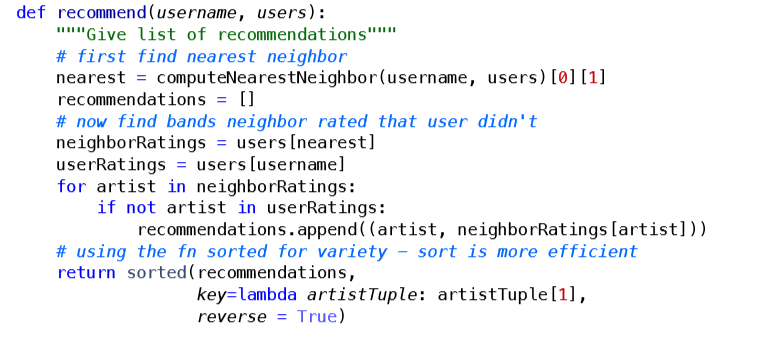 def recommend(username, users):
    """Give list of recommendations"""
    # first find nearest neighbor
    nearest = computeNearestNeighbor(username, users)[0][1]
    recommendations = []
    # now find bands neighbor rated that user didn't
    neighborRatings = users[nearest]
    userRatings = users[username]
    for artist in neighborRatings:
        if not artist in userRatings:
            recommendations.append((artist, neighborRatings[artist]))
    # using the fn sorted for variety – sort is more efficient
    return sorted(recommendations,
                  key=lambda artistTuple: artistTuple[1],
                  reverse = True)